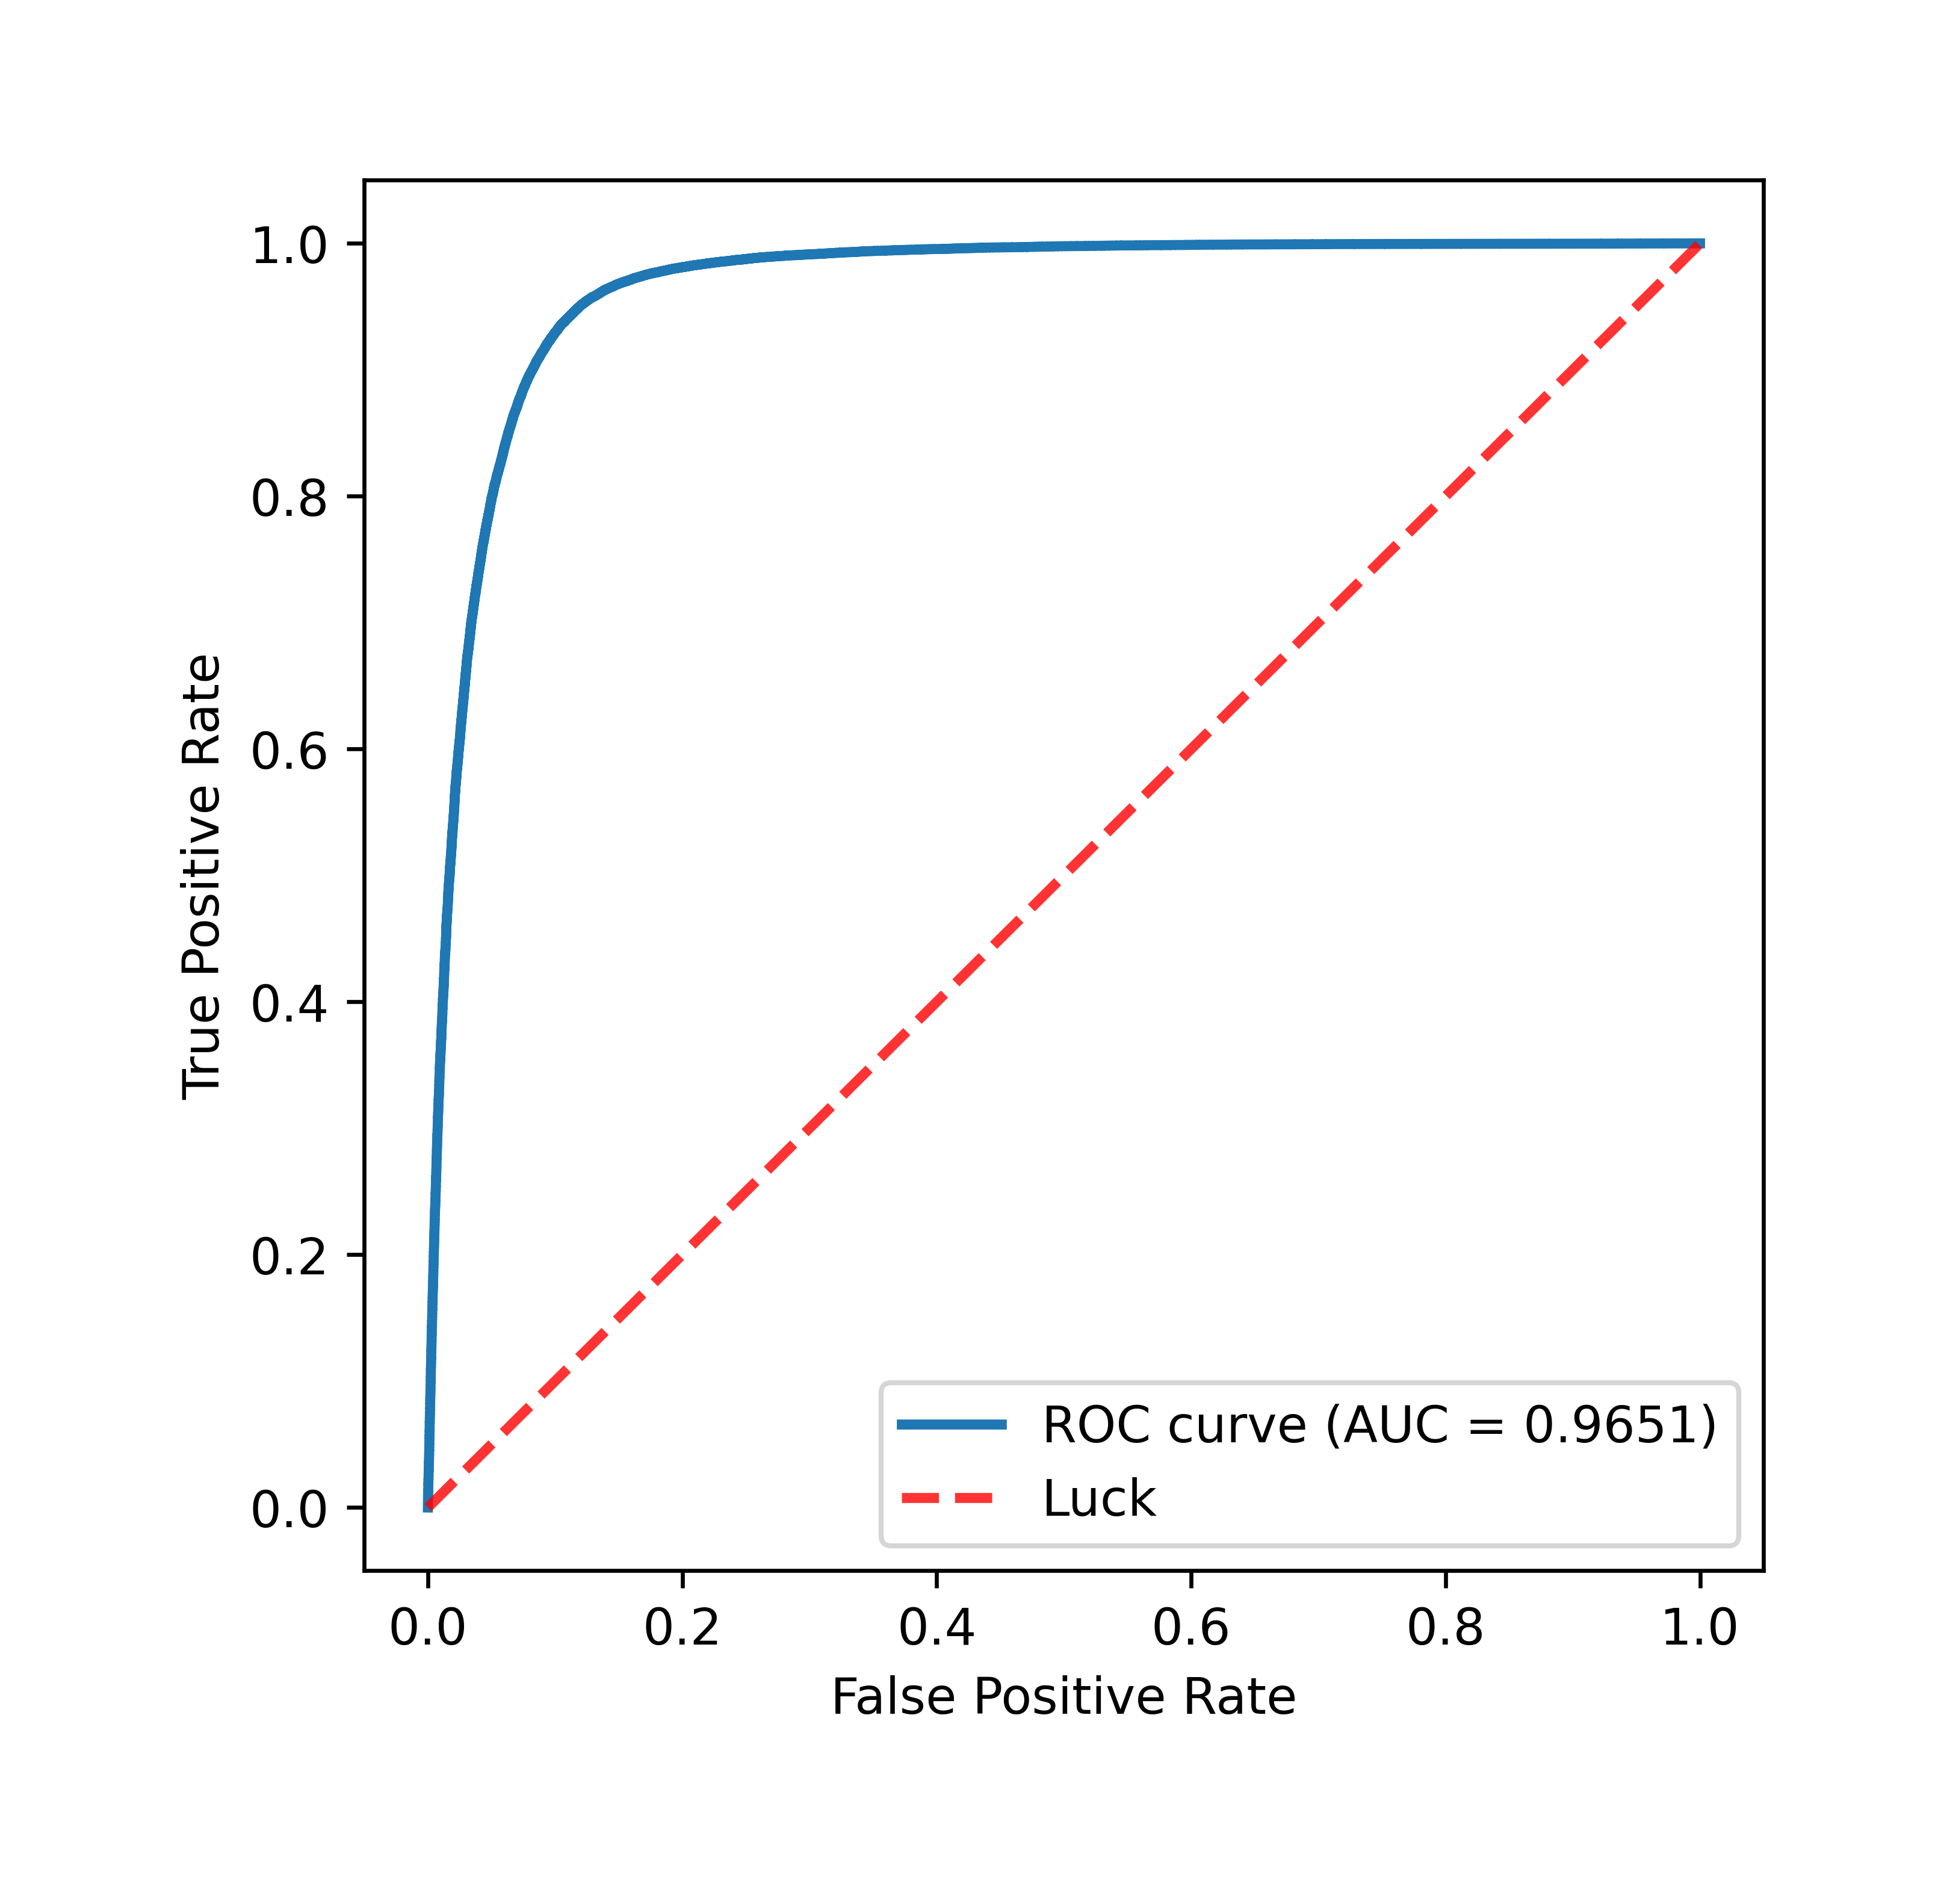 1.0
0.8
0.6
0.4
0.2
0.0
True Positive Rate
ROC curve (AUC = 0.9651)
Luck
0.0 0.2 0.4 0.6 0.8 1.0
False Positive Rate